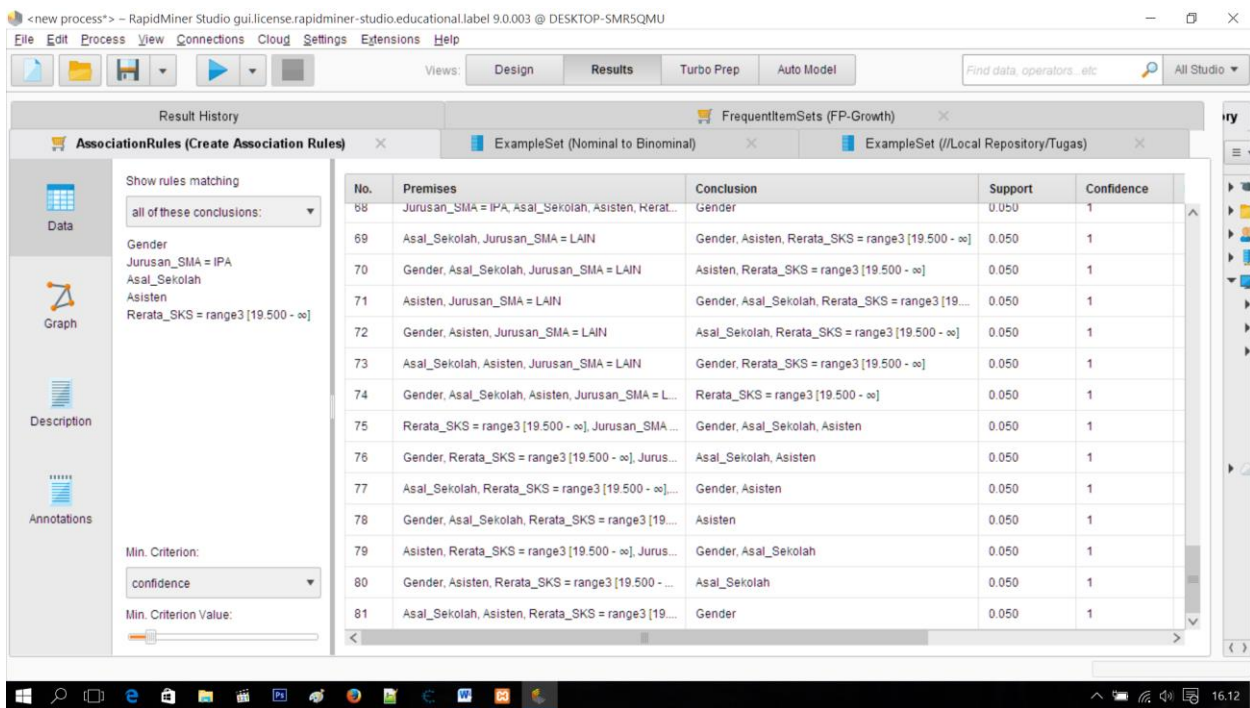 <new process*> – RapidMiner Studio gui.license.rapidminer-studio.educational.label 9.0.003 @ DESKTOP-SMR5QMU
File Edit Process View Connections Cloud Settings Extensions Help
Views: Design Results Turbo Prep Auto Model Find data, operators...etc All Studio
Result History FrequentItemSets (FP-Growth)
AssociationRules (Create Association Rules) ExampleSet (Nominal to Binominal) ExampleSet (//Local Repository/Tugas)
Data
Graph
Description
Annotations
Show rules matching
all of these conclusions:
Gender
Jurusan_SMA = IPA
Asal_Sekolah
Asisten
Rerata_SKS = range3 [19.500 - ∞]
Min. Criterion:
confidence
Min. Criterion Value:
No. Premises Conclusion Support Confidence
68 Jurusan_SMA = IPA, Asal_Sekolah, Asisten, Rerat... Gender 0.050 1
69 Asal_Sekolah, Jurusan_SMA = LAIN Gender, Asisten, Rerata_SKS = range3 [19.500 - ∞] 0.050 1
70 Gender, Asal_Sekolah, Jurusan_SMA = LAIN Asisten, Rerata_SKS = range3 [19.500 - ∞] 0.050 1
71 Asisten, Jurusan_SMA = LAIN Gender, Asal_Sekolah, Rerata_SKS = range3 [19.... 0.050 1
72 Gender, Asisten, Jurusan_SMA = LAIN Asal_Sekolah, Rerata_SKS = range3 [19.500 - ∞] 0.050 1
73 Asal_Sekolah, Asisten, Jurusan_SMA = LAIN Gender, Rerata_SKS = range3 [19.500 - ∞] 0.050 1
74 Gender, Asal_Sekolah, Asisten, Jurusan_SMA = L... Rerata_SKS = range3 [19.500 - ∞] 0.050 1
75 Rerata_SKS = range3 [19.500 - ∞], Jurusan_SMA ... Gender, Asal_Sekolah, Asisten 0.050 1
76 Gender, Rerata_SKS = range3 [19.500 - ∞], Jurus... Asal_Sekolah, Asisten 0.050 1
77 Asal_Sekolah, Rerata_SKS = range3 [19.500 - ∞],... Gender, Asisten 0.050 1
78 Gender, Asal_Sekolah, Rerata_SKS = range3 [19.... Asisten 0.050 1
79 Asisten, Rerata_SKS = range3 [19.500 - ∞], Jurus... Gender, Asal_Sekolah 0.050 1
80 Gender, Asisten, Rerata_SKS = range3 [19.500 - ... Asal_Sekolah 0.050 1
81 Asal_Sekolah, Asisten, Rerata_SKS = range3 [19.... Gender 0.050 1
16.12